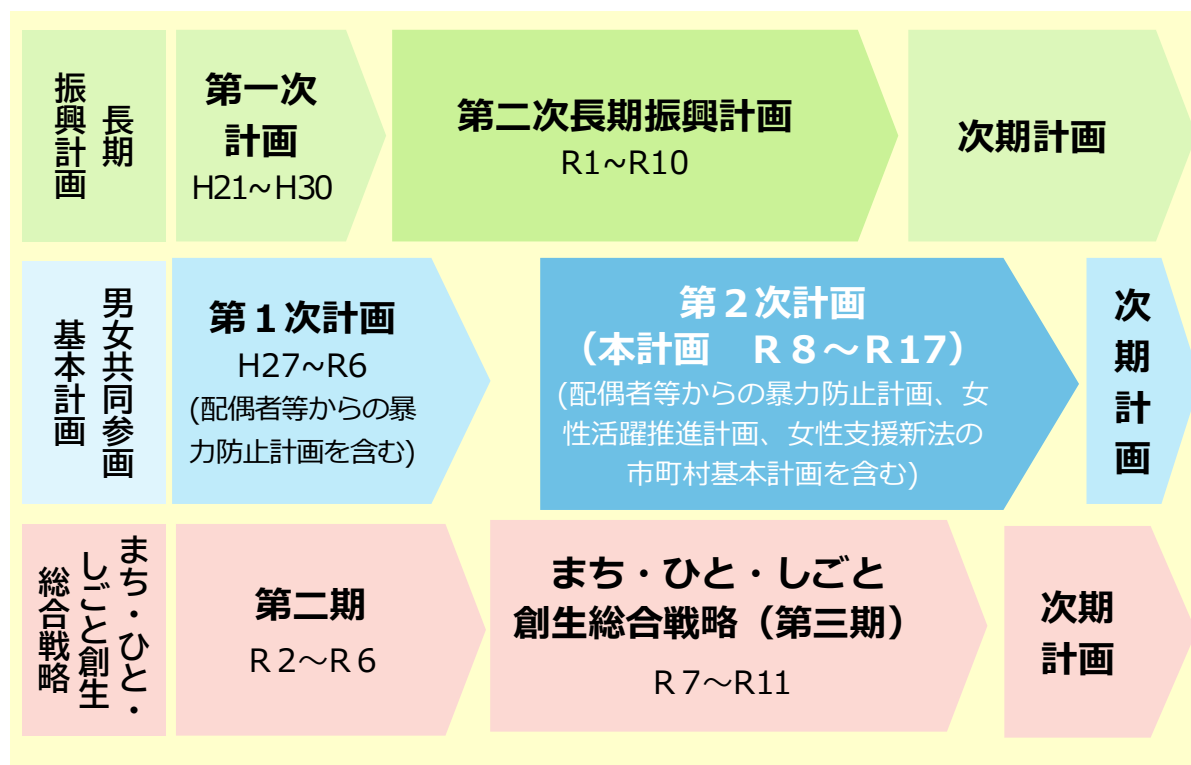 長期
振興計画
第一次
計画
H21~H30
第二次長期振興計画
R1~R10
次期計画
男女共同参画
基本計画
第１次計画
H27~R6
(配偶者等からの暴
力防止計画を含む)
第２次計画
（本計画　Ｒ８～Ｒ17）
(配偶者等からの暴力防止計画、女
性活躍推進計画、女性支援新法の
市町村基本計画を含む)
次期計画
まち・ひと・
しごと創生
総合戦略
第二期
Ｒ２～Ｒ６
まち・ひと・しごと
創生総合戦略（第三期）
Ｒ７～Ｒ11
次期
計画